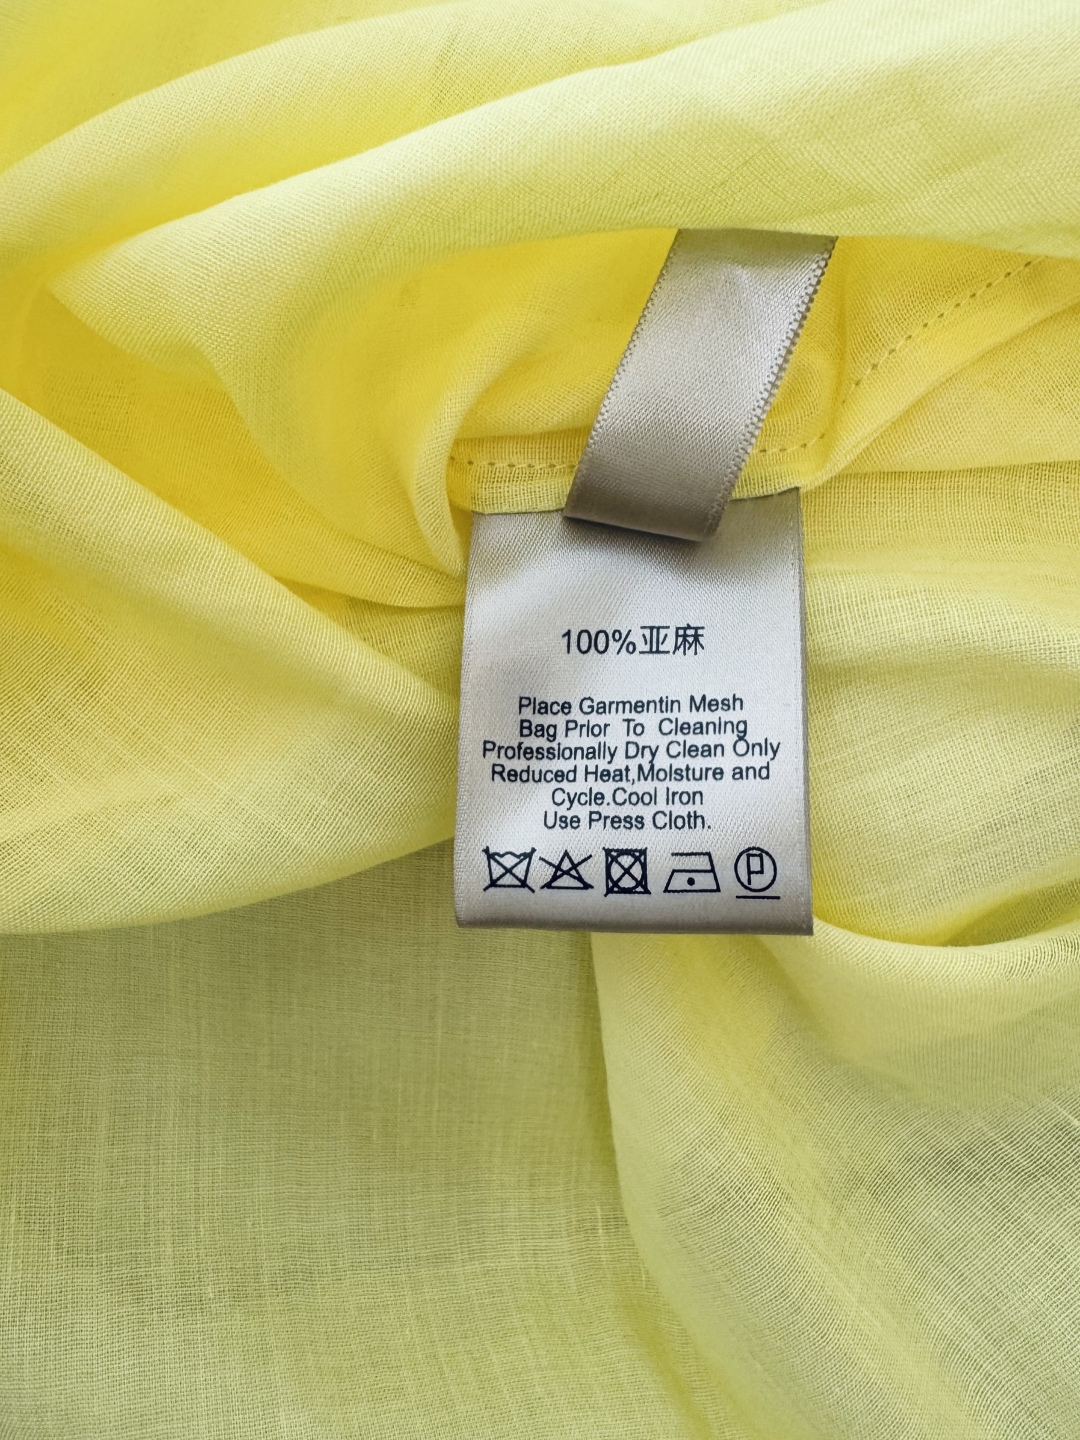 100%亚麻
Place Garmentin Mesh
Bag Prior To Cleaning
Professionally Dry Clean Only
Reduced Heat,Molsture and
Cycle.Cool Iron
Use Press Cloth.
P